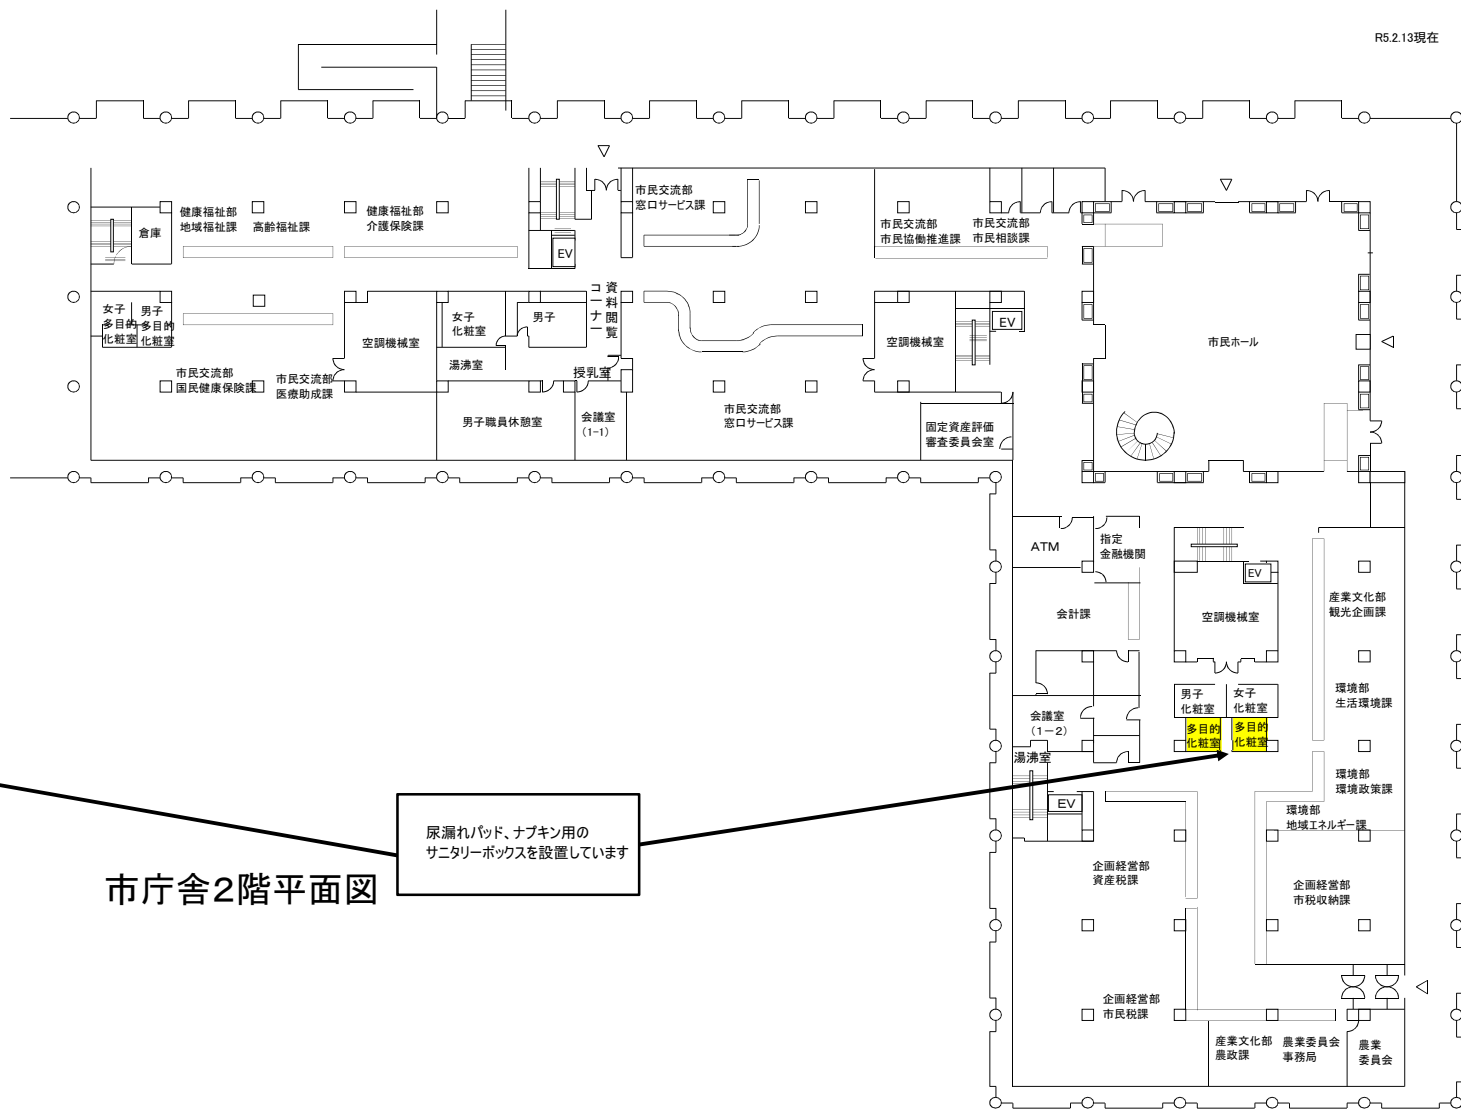 R5.2.13現在
市民交流部
窓口サービス課
健康福祉部
地域福祉課
高齢福祉課
健康福祉部
介護保険課
倉庫
EV
市民交流部
市民協働推進課
市民交流部
市民相談課
女子
多目的
化粧室
男子
多目的
化粧室
空調機械室
女子
化粧室
男子
資料閲覧
コーナー
湯沸室
授乳室
空調機械室
EV
市民ホール
市民交流部
国民健康保険課
市民交流部
医療助成課
男子職員休憩室
会議室
(1-1)
市民交流部
窓口サービス課
固定資産評価
審査委員会室
ATM
指定
金融機関
EV
会計課
空調機械室
産業文化部
観光企画課
男子
化粧室
女子
化粧室
多目的
化粧室
多目的
化粧室
環境部
生活環境課
会議室
(1-2)
湯沸室
EV
環境部
環境政策課
環境部
地域エネルギー課
尿漏れパッド、ナプキン用の
サニタリーボックスを設置しています
市庁舎2階平面図
企画経営部
資産税課
企画経営部
市税収納課
企画経営部
市民税課
産業文化部
農政課
農業委員会
事務局
農業
委員会